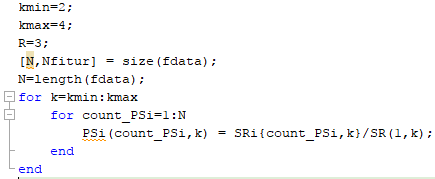 kmin=2;
kmax=4;
R=3;
[N,Nfitur] = size(fdata);
N=length(fdata);
for k=kmin:kmax
for count_PSi=1:N
PSi(count_PSi,k) = SRi{count_PSi,k}/SR(1,k);
end
end